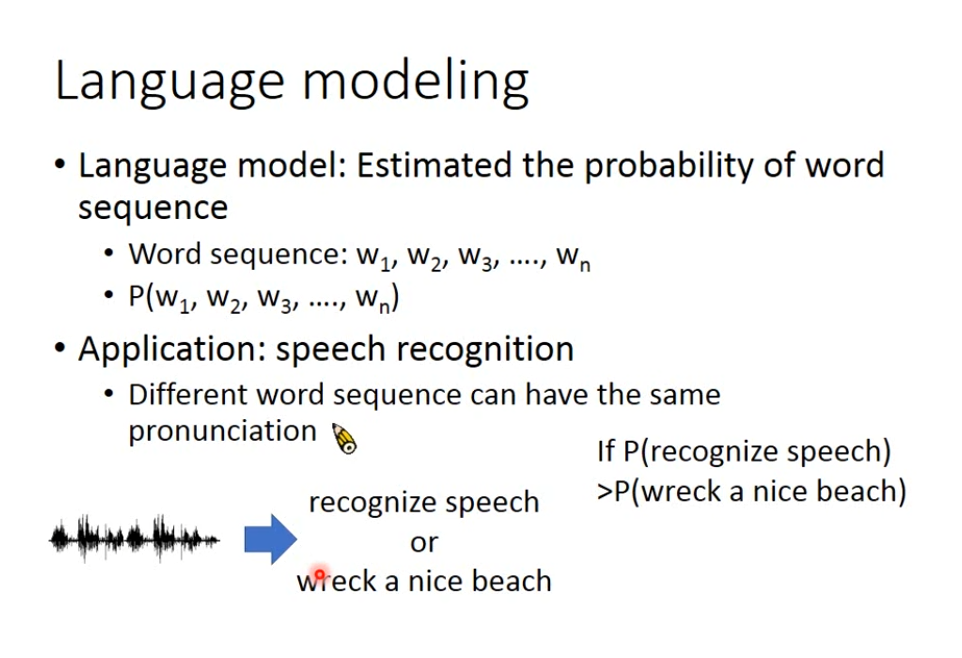 Language modeling
• Language model: Estimated the probability of word
sequence
• Word sequence: w₁, w₂, w₃, …., wₙ
• P(w₁, w₂, w₃, …., wₙ)
• Application: speech recognition
• Different word sequence can have the same
pronunciation
If P(recognize speech)
>P(wreck a nice beach)
recognize speech
or
wreck a nice beach